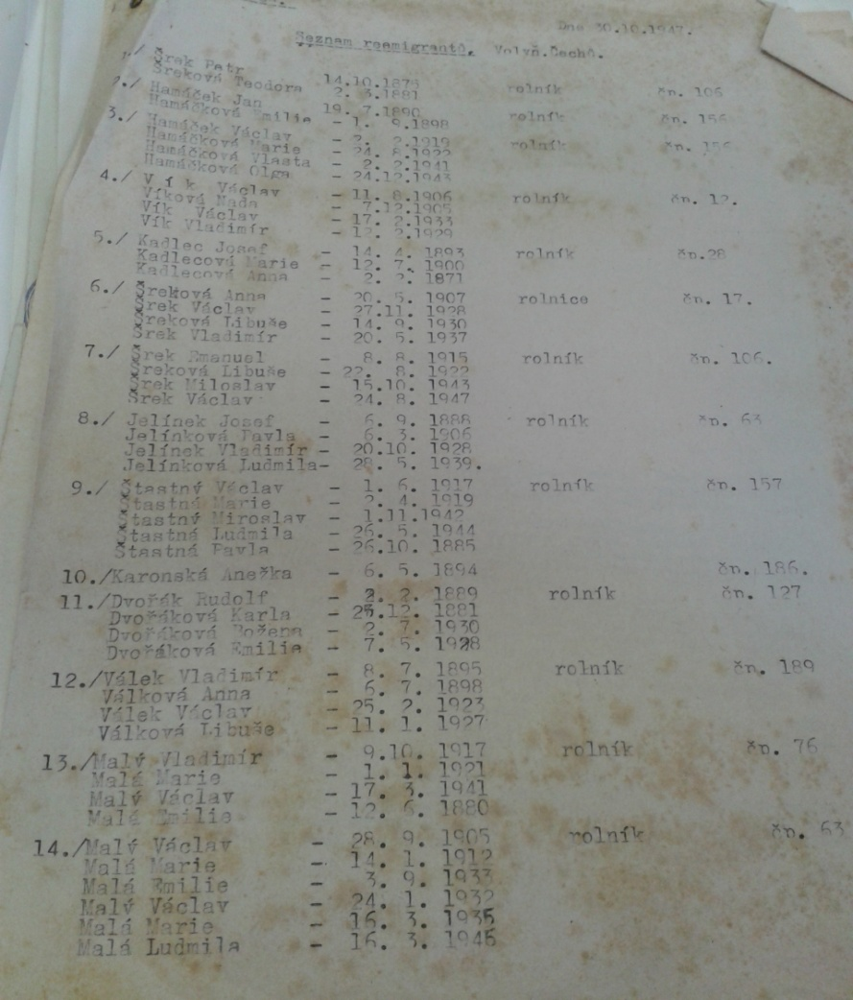 Dne 30.10.1947.
Seznam reemigrantů. Volyň.Čechů.
1./ Šrek Petr 14.10.1875 rolník čn. 106
Šreková Teodora 2. 3.1881
2./ Hamáček Jan 19. 7.1890 rolník čn. 156
Hamáčková Emilie - 1. 9.1898
3./ Hamáček Václav - 2. 2.1919 rolník čn. 156
Hamáčková Marie - 24. 8.1922
Hamáčková Vlasta - 2. 2.1941
Hamáčková Olga - 24.12.1943
4./ V í k Václav - 11. 8.1906 rolník čn. 12.
Víková Nada - 7.12.1905
Vík Václav - 17. 2.1933
Vík Vladimír - 12. 2.1929
5./ Kadlec Josef - 14. 4. 1893 rolník čn.28
Kadlecová Marie - 12. 7. 1900
Kadlecová Anna - 2. 2. 1871
6./ Šreková Anna - 20. 5. 1907 rolnice čn. 17.
Šrek Václav - 27.11. 1928
Šreková Libuše - 14. 9. 1930
Šrek Vladimír - 20. 5. 1937
7./ Šrek Emanuel - 8. 8. 1915 rolník čn. 106.
Šreková Libuše - 22. 8. 1922
Šrek Miloslav - 15.10. 1943
Šrek Václav - 24. 8. 1947
8./ Jelínek Josef - 6. 9. 1888 rolník čn. 63
Jelínková Pavla - 6. 3. 1906
Jelínek Vladimír - 20.10. 1928
Jelínková Ludmila- 28. 5. 1939.
9./ Štastný Václav - 1. 6. 1917 rolník čn. 157
Štastná Marie - 2. 4. 1919
Štastný Miroslav - 1.11.1942
Štastná Ludmila - 26. 5. 1944
Štastná Pavla - 26.10. 1885
10./Karonská Anežka - 6. 5. 1894 čn. 186.
11./Dvořák Rudolf - 2. 2. 1889 rolník čn. 127
Dvořáková Karla - 25.12. 1881
Dvořáková Božena - 2. 7. 1930
Dvořáková Emilie - 7. 5. 1928
12./Válek Vladimír - 8. 7. 1895 rolník čn. 189
Válková Anna - 6. 7. 1898
Válek Václav - 25. 2. 1923
Válková Libuše - 11. 1. 1927
13./Malý Vladimír - 9.10. 1917 rolník čn. 76
Malá Marie - 1. 1. 1921
Malý Václav - 17. 3. 1941
Malá Emilie - 12. 6. 1880
14./Malý Václav - 28. 9. 1905 rolník čn. 63
Malá Marie - 14. 1. 1912
Malá Emilie - 3. 9. 1933
Malý Václav - 24. 1. 1932
Malá Marie - 16. 3. 1935
Malá Ludmila - 16. 3. 1945